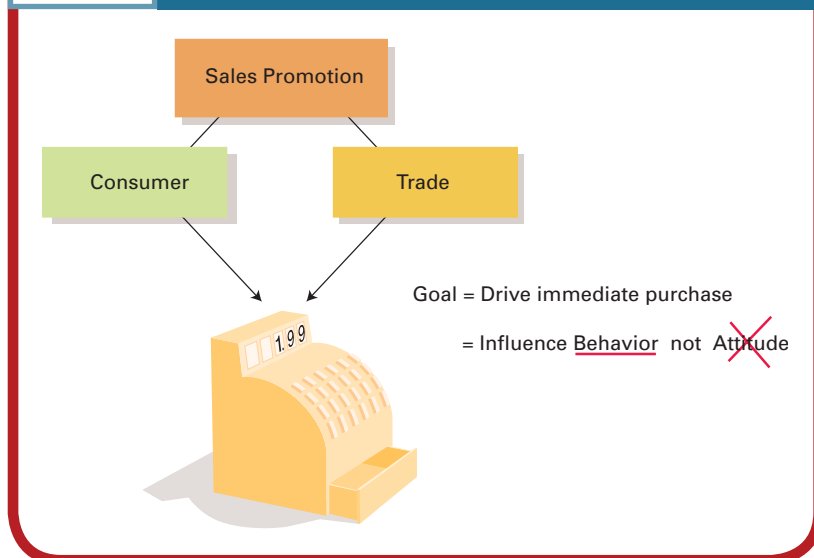 Sales Promotion
Consumer
Trade
Goal = Drive immediate purchase
= Influence Behavior not Attitude
1.99